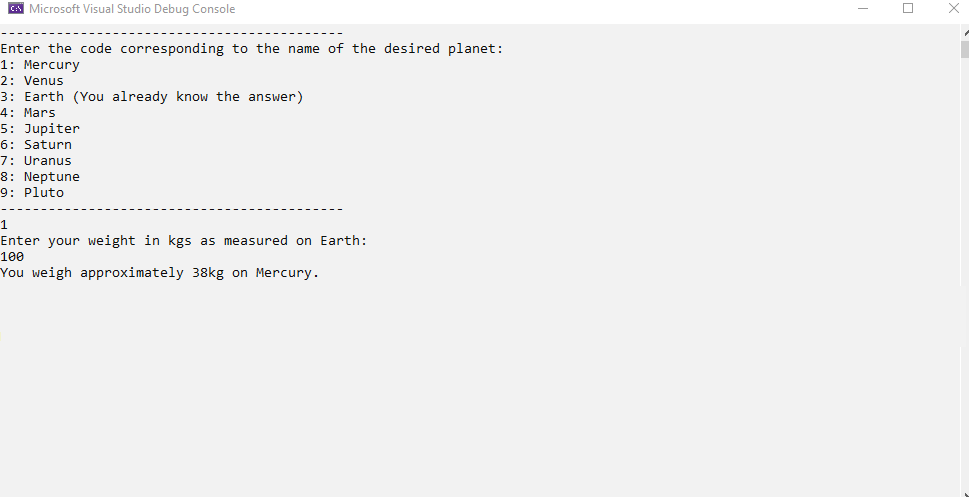 Microsoft Visual Studio Debug Console
-------------------------------------------
Enter the code corresponding to the name of the desired planet:
1: Mercury
2: Venus
3: Earth (You already know the answer)
4: Mars
5: Jupiter
6: Saturn
7: Uranus
8: Neptune
9: Pluto
-------------------------------------------
1
Enter your weight in kgs as measured on Earth:
100
You weigh approximately 38kg on Mercury.